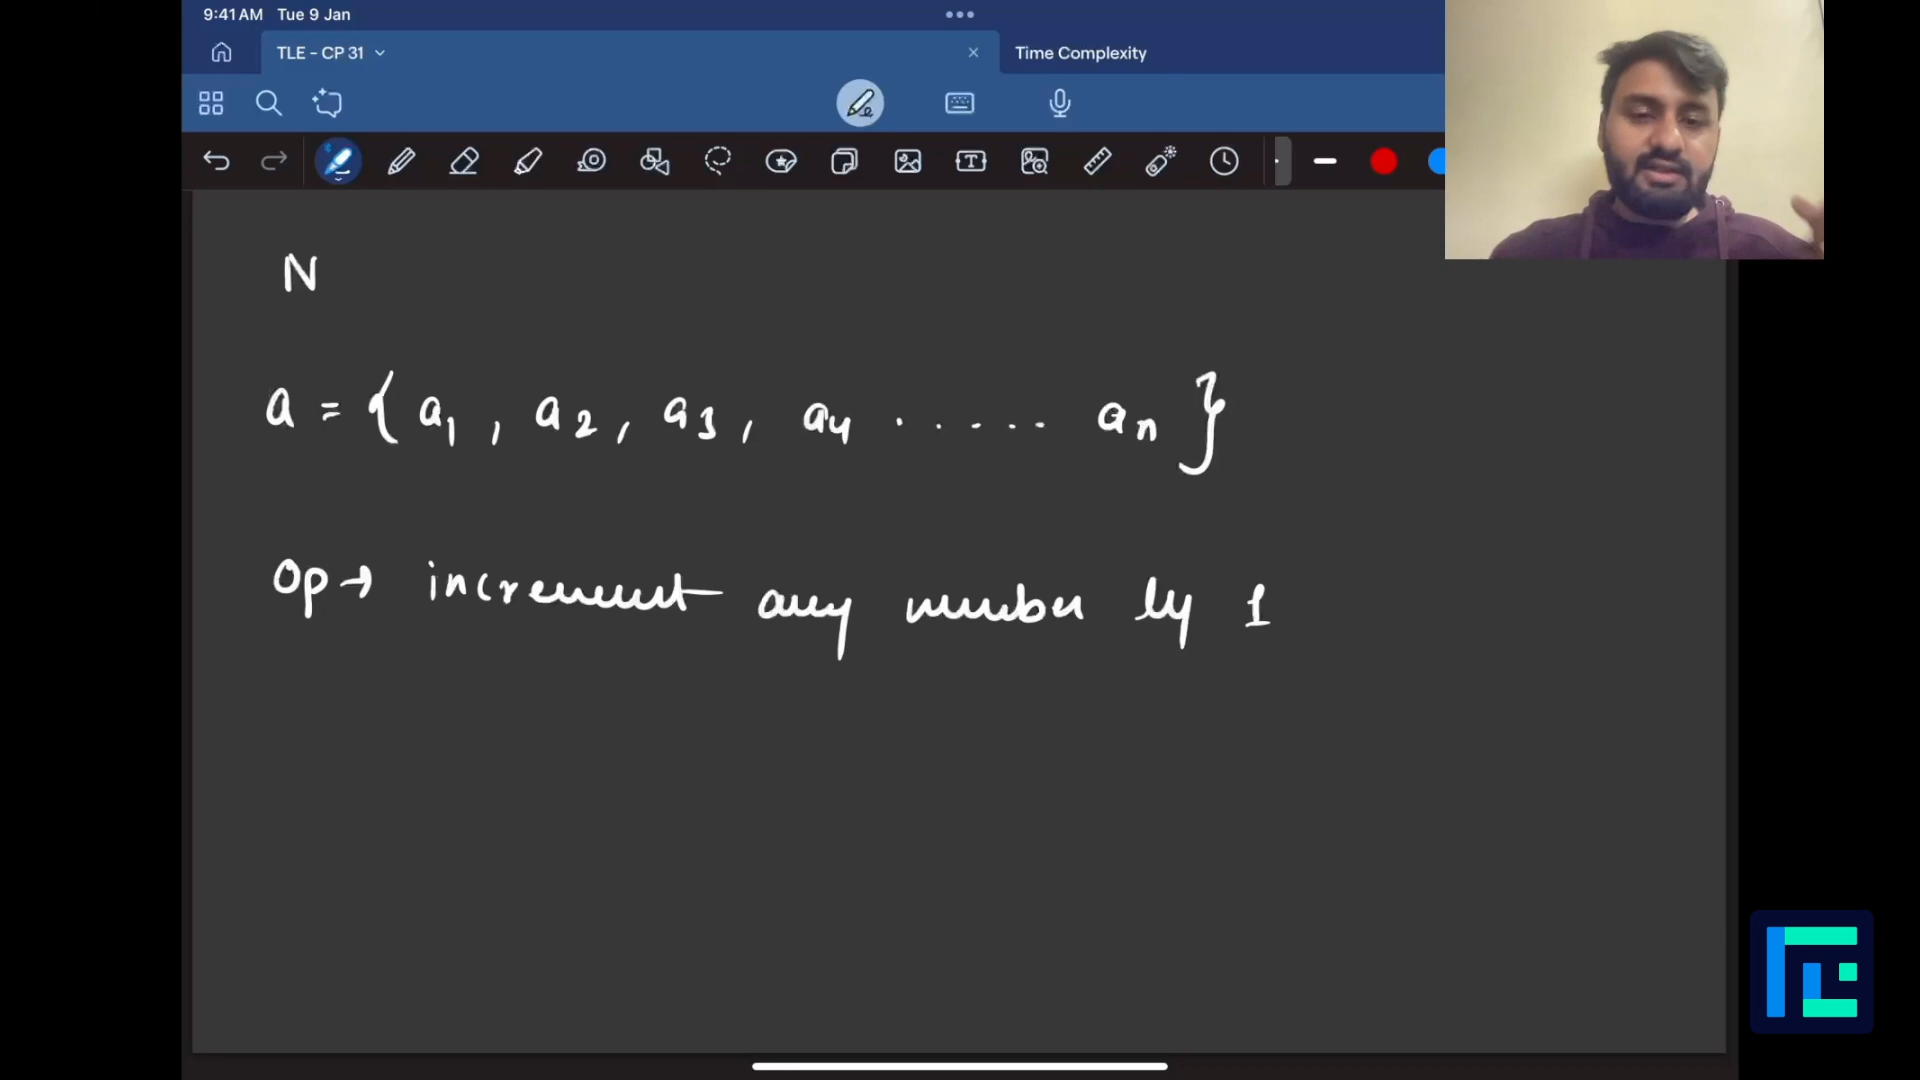 9:41 AM Tue 9 Jan
TLE - CP 31
Time Complexity
N
a = { a1 , a2 , a3 , a4 ...... an }
Op → increment any number by 1